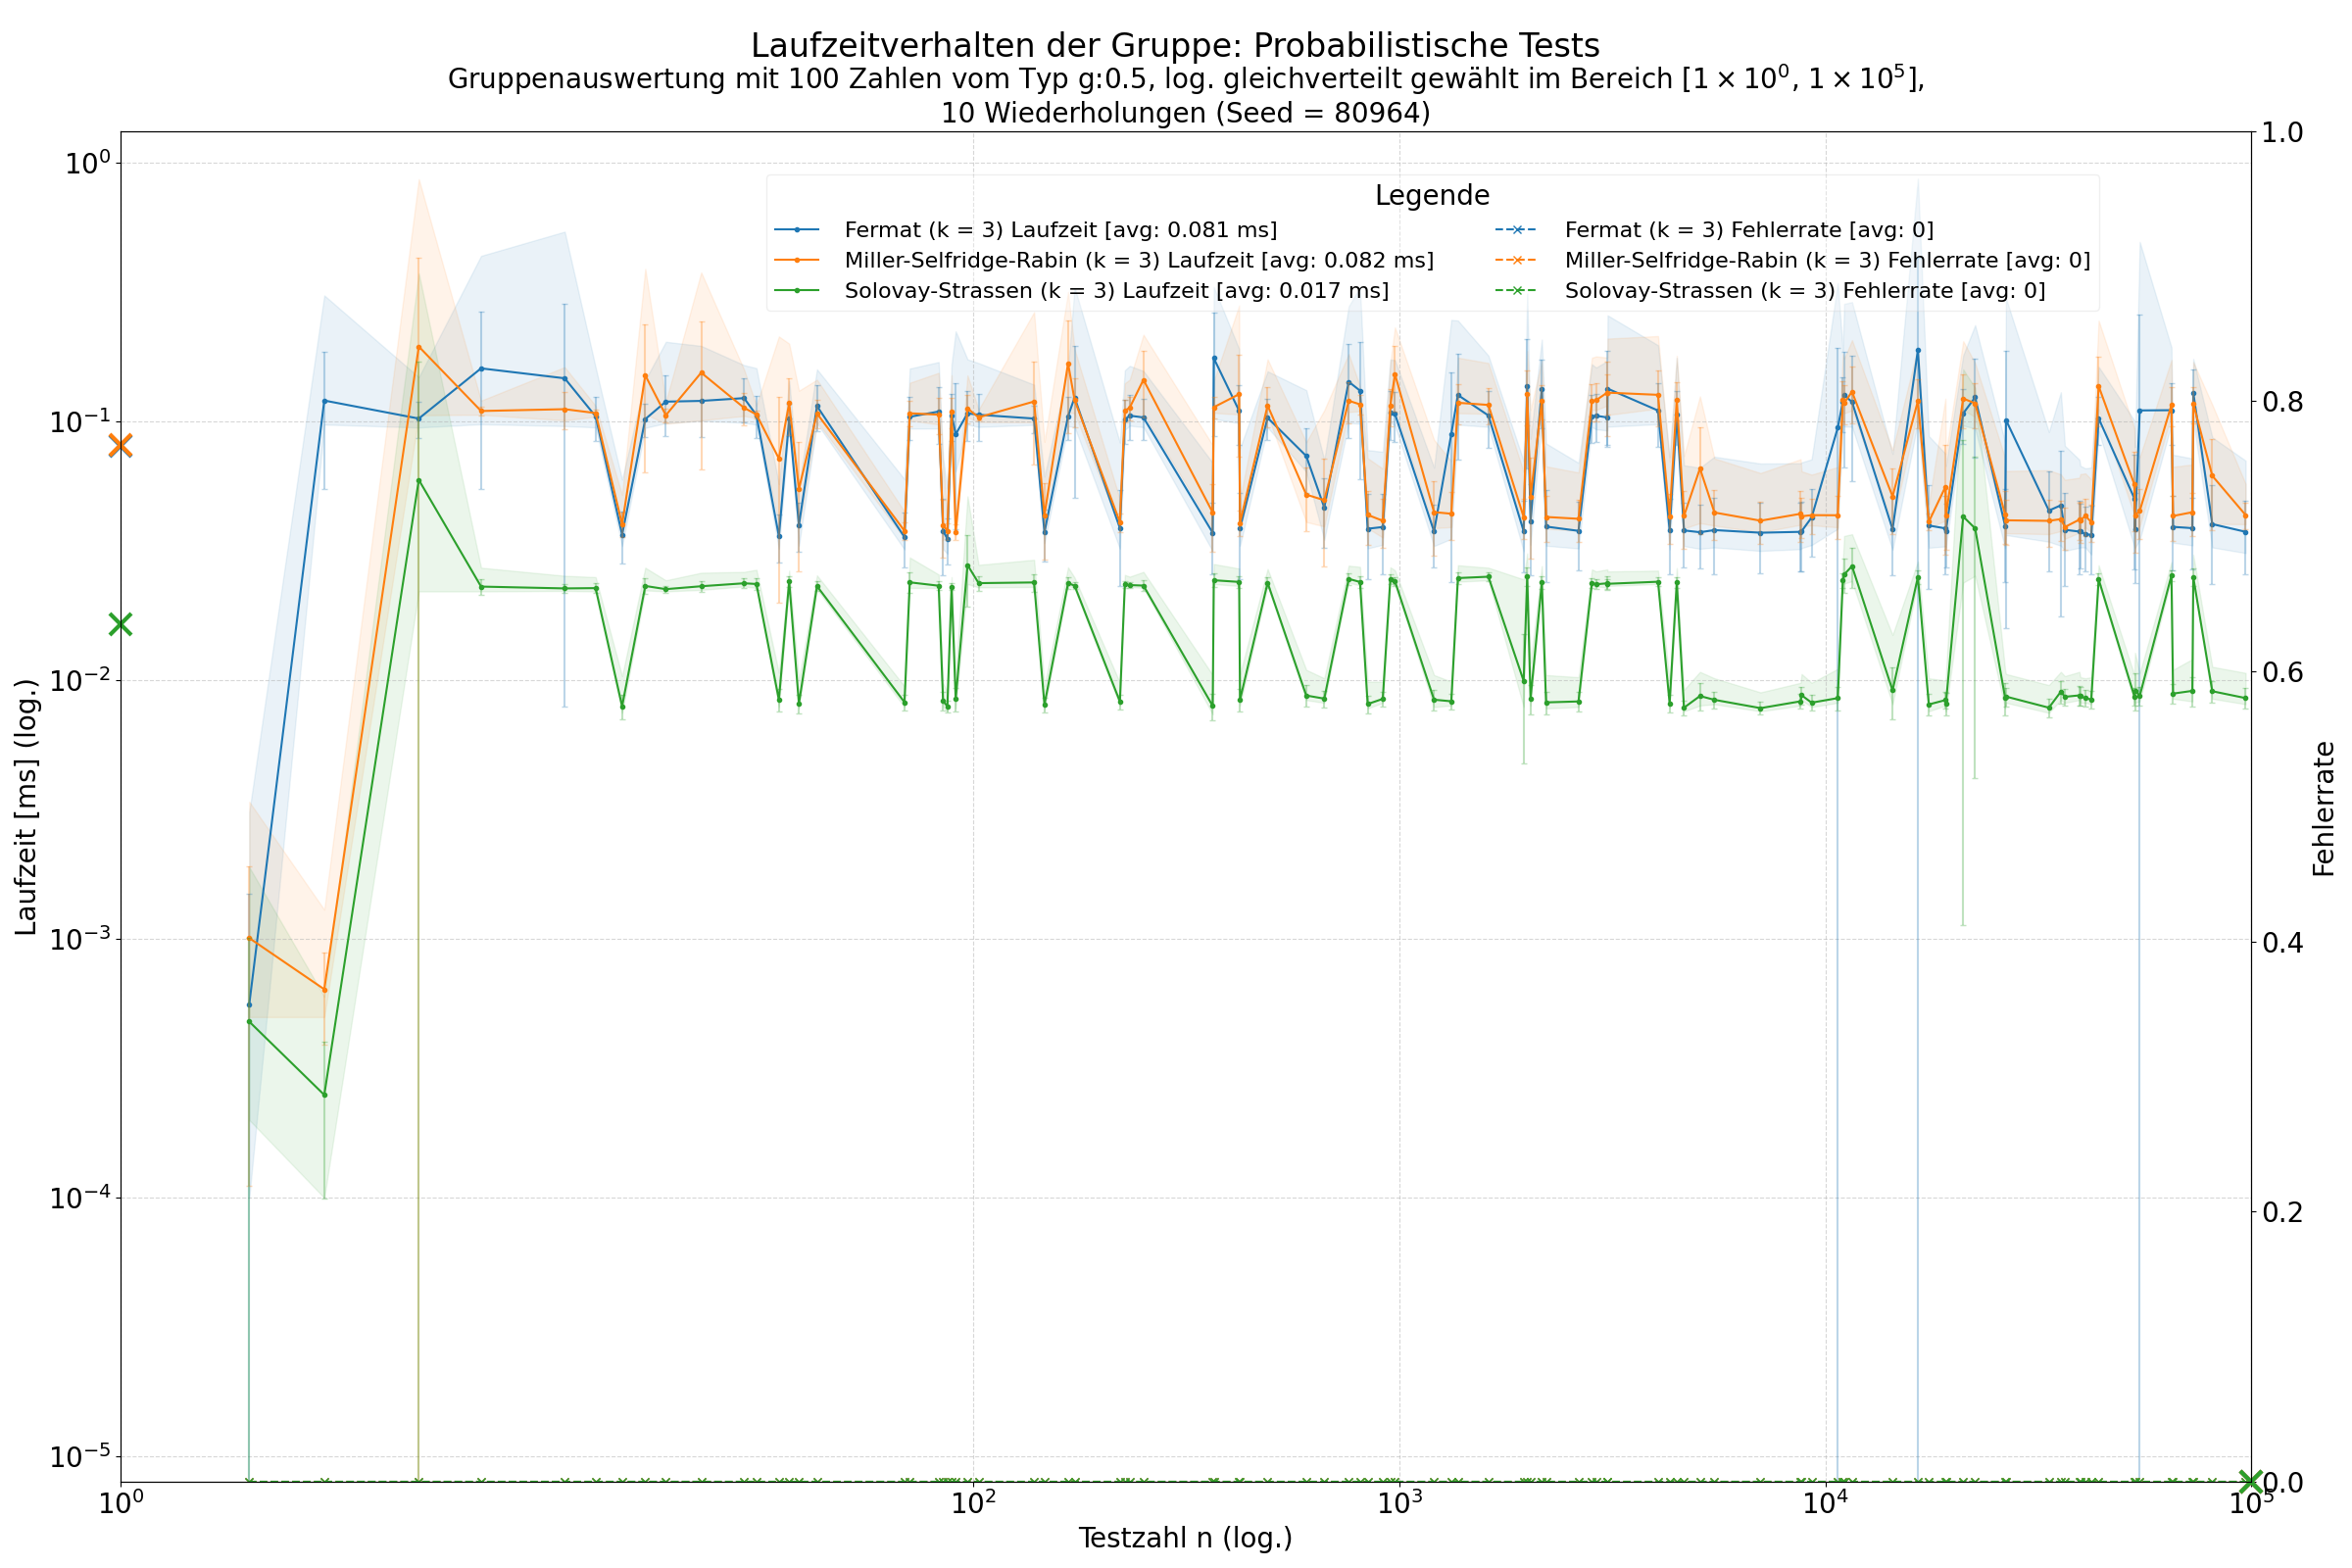 Laufzeitverhalten der Gruppe: Probabilistische Tests
Gruppenauswertung mit 100 Zahlen vom Typ g:0.5, log. gleichverteilt gewählt im Bereich [1 × 10⁰, 1 × 10⁵],
10 Wiederholungen (Seed = 80964)
Legende
Fermat (k = 3) Laufzeit [avg: 0.081 ms]
Miller-Selfridge-Rabin (k = 3) Laufzeit [avg: 0.082 ms]
Solovay-Strassen (k = 3) Laufzeit [avg: 0.017 ms]
Fermat (k = 3) Fehlerrate [avg: 0]
Miller-Selfridge-Rabin (k = 3) Fehlerrate [avg: 0]
Solovay-Strassen (k = 3) Fehlerrate [avg: 0]
Laufzeit [ms] (log.)
10⁰
10⁻¹
10⁻²
10⁻³
10⁻⁴
10⁻⁵
10⁰
10²
10³
10⁴
10⁵
Testzahl n (log.)
1.0
0.8
0.6
0.4
0.2
0.0
Fehlerrate